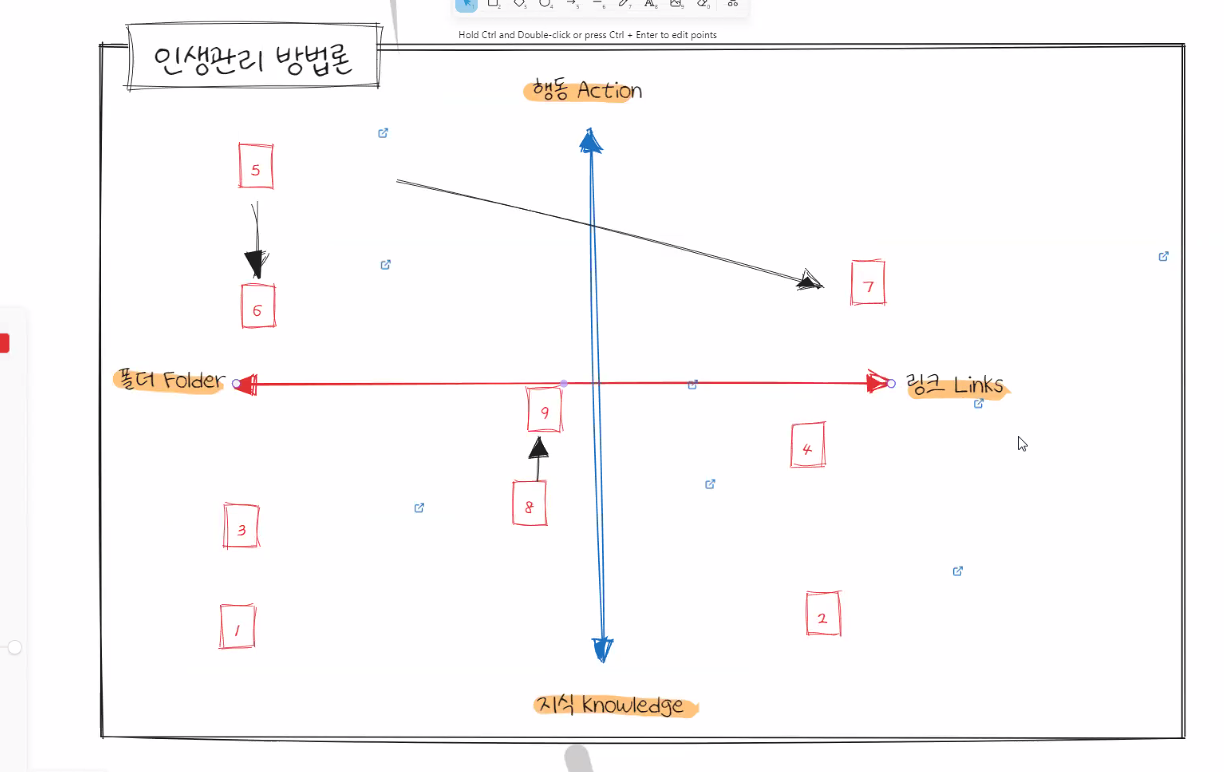 Hold Ctrl and Double-click or press Ctrl + Enter to edit points
인생관리 방법론
행동 Action
5
7
6
폴더 Folder
링크 Links
9
4
8
3
2
1
지식 Knowledge